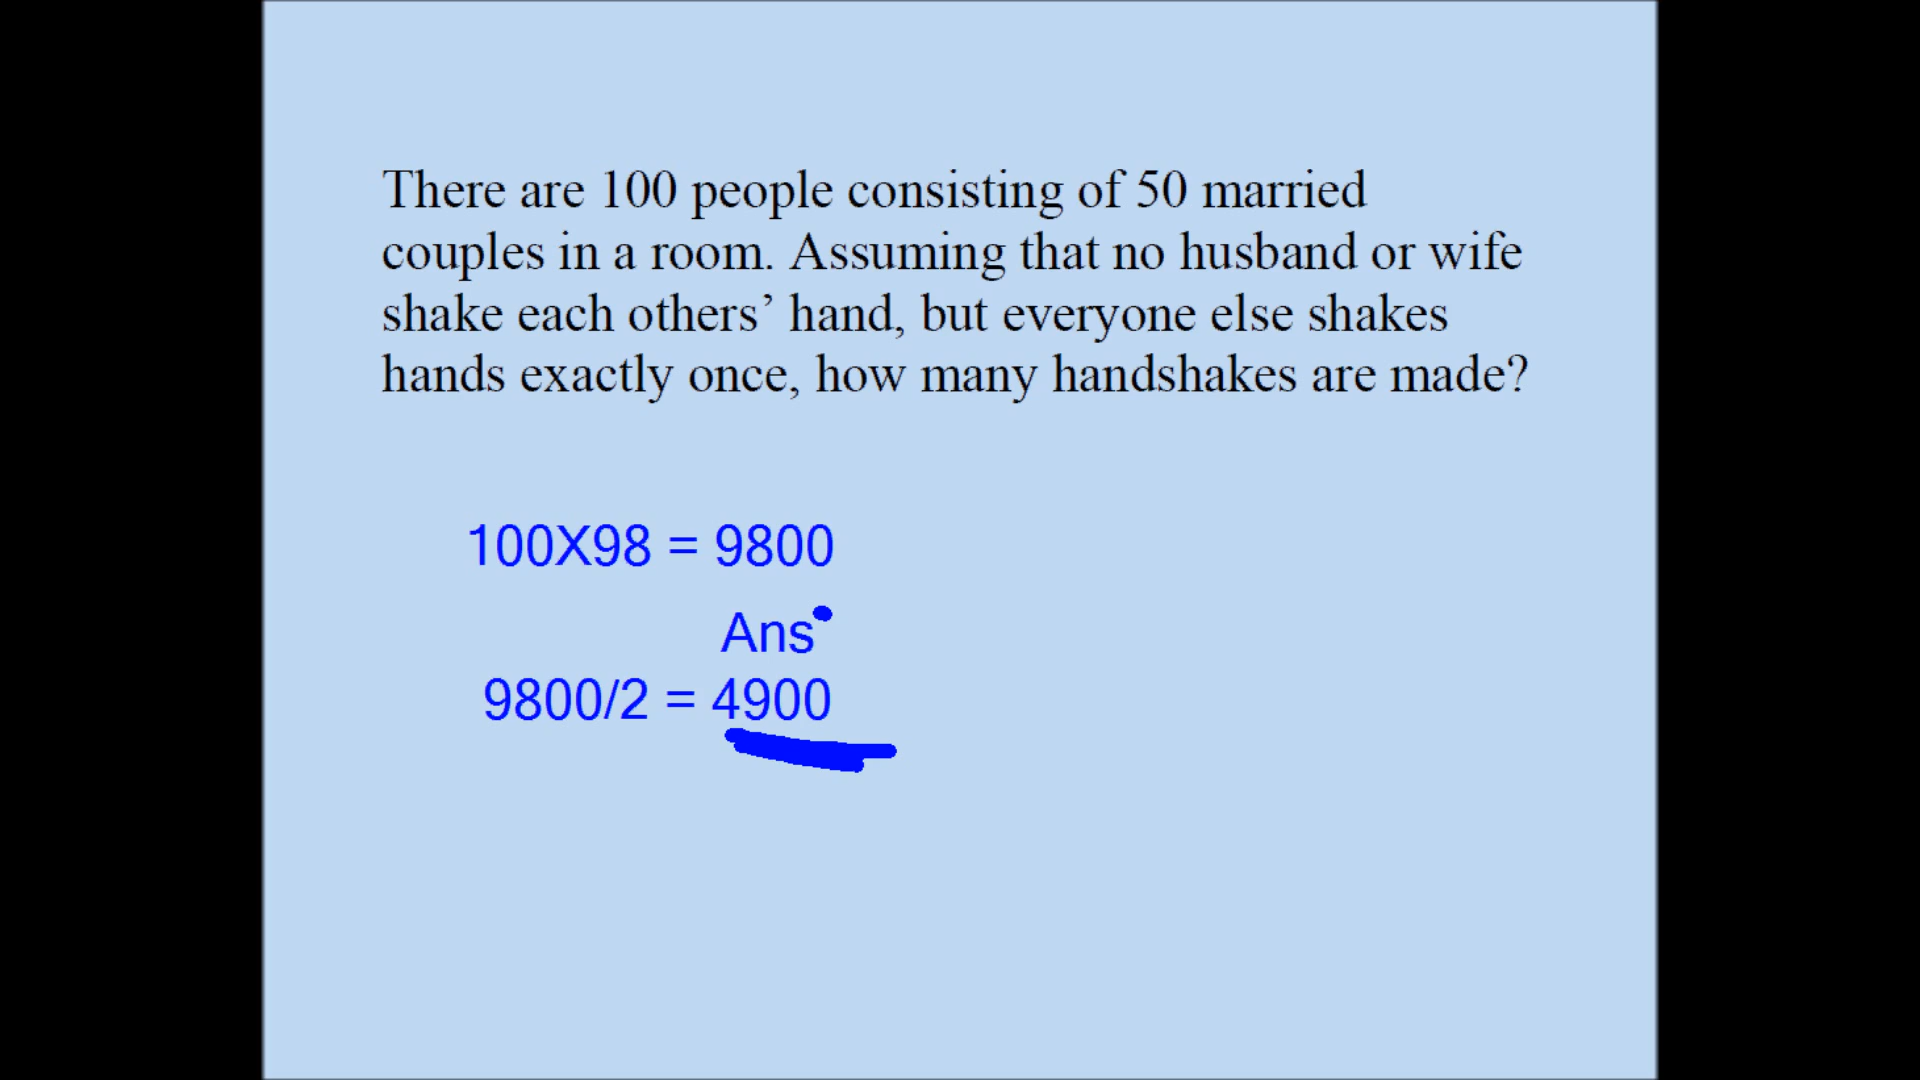 There are 100 people consisting of 50 married
couples in a room. Assuming that no husband or wife
shake each others’ hand, but everyone else shakes
hands exactly once, how many handshakes are made?
100X98 = 9800
Ans
9800/2 = 4900